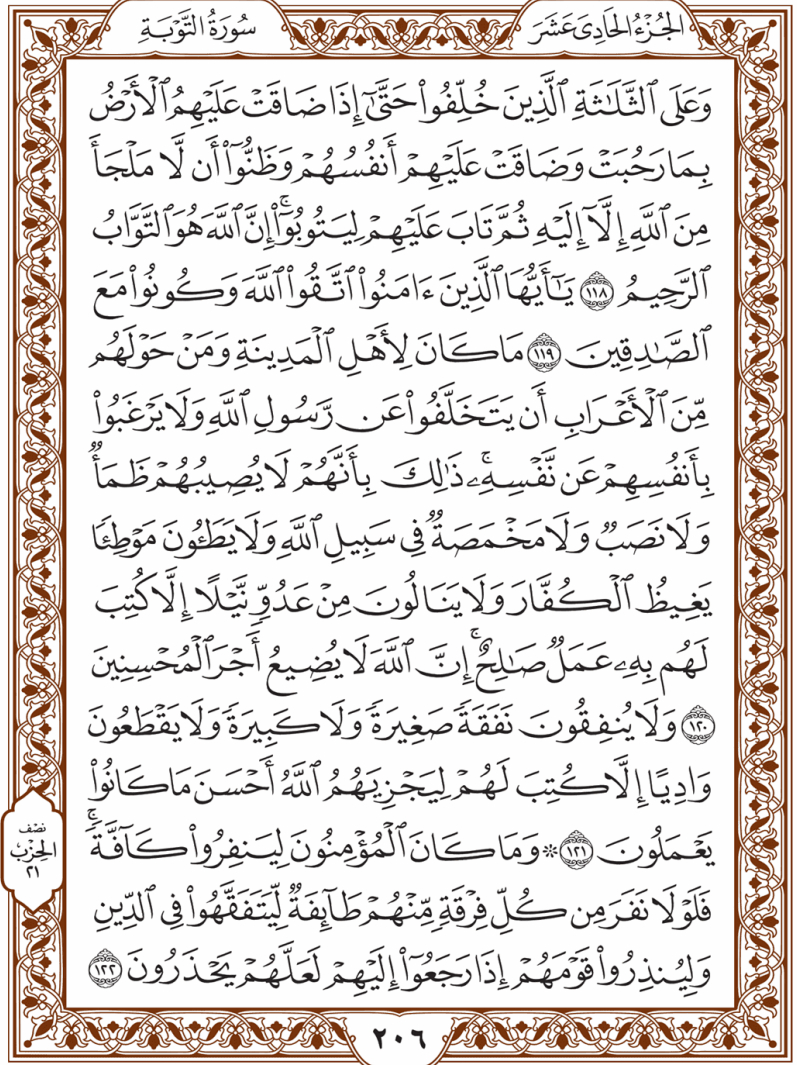 الجُزْءُ الحَادِي عَشَرَ
سُورَةُ التَّوْبَةِ
وَعَلَى ٱلثَّلَٰثَةِ ٱلَّذِينَ خُلِّفُوا۟ حَتَّىٰٓ إِذَا ضَاقَتْ عَلَيْهِمُ ٱلْأَرْضُ
بِمَا رَحُبَتْ وَضَاقَتْ عَلَيْهِمْ أَنفُسُهُمْ وَظَنُّوٓا۟ أَن لَّا مَلْجَأَ
مِنَ ٱللَّهِ إِلَّآ إِلَيْهِ ثُمَّ تَابَ عَلَيْهِمْ لِيَتُوبُوٓا۟ ۚ إِنَّ ٱللَّهَ هُوَ ٱلتَّوَّابُ
ٱلرَّحِيمُ ١١٨ يَٰٓأَيُّهَا ٱلَّذِينَ ءَامَنُوا۟ ٱتَّقُوا۟ ٱللَّهَ وَكُونُوا۟ مَعَ
ٱلصَّٰدِقِينَ ١١٩ مَا كَانَ لِأَهْلِ ٱلْمَدِينَةِ وَمَنْ حَوْلَهُم
مِّنَ ٱلْأَعْرَابِ أَن يَتَخَلَّفُوا۟ عَن رَّسُولِ ٱللَّهِ وَلَا يَرْغَبُوا۟
بِأَنفُسِهِمْ عَن نَّفْسِهِۦ ۚ ذَٰلِكَ بِأَنَّهُمْ لَا يُصِيبُهُمْ ظَمَأٌ
وَلَا نَصَبٌ وَلَا مَخْمَصَةٌ فِى سَبِيلِ ٱللَّهِ وَلَا يَطَـُٔونَ مَوْطِئًا
يَغِيظُ ٱلْكُفَّارَ وَلَا يَنَالُونَ مِنْ عَدُوٍّ نَّيْلًا إِلَّا كُتِبَ
لَهُم بِهِۦ عَمَلٌ صَٰلِحٌ ۚ إِنَّ ٱللَّهَ لَا يُضِيعُ أَجْرَ ٱلْمُحْسِنِينَ
١٢٠ وَلَا يُنفِقُونَ نَفَقَةً صَغِيرَةً وَلَا كَبِيرَةً وَلَا يَقْطَعُونَ
وَادِيًا إِلَّا كُتِبَ لَهُمْ لِيَجْزِيَهُمُ ٱللَّهُ أَحْسَنَ مَا كَانُوا۟
يَعْمَلُونَ ١٢١ ۞ وَمَا كَانَ ٱلْمُؤْمِنُونَ لِيَنفِرُوا۟ كَآفَّةً ۚ
فَلَوْلَا نَفَرَ مِن كُلِّ فِرْقَةٍ مِّنْهُمْ طَآئِفَةٌ لِّيَتَفَقَّهُوا۟ فِى ٱلدِّينِ
وَلِيُنذِرُوا۟ قَوْمَهُمْ إِذَا رَجَعُوٓا۟ إِلَيْهِمْ لَعَلَّهُمْ يَحْذَرُونَ ١٢٢
نصف
الحزب
٢١
٢٠٦